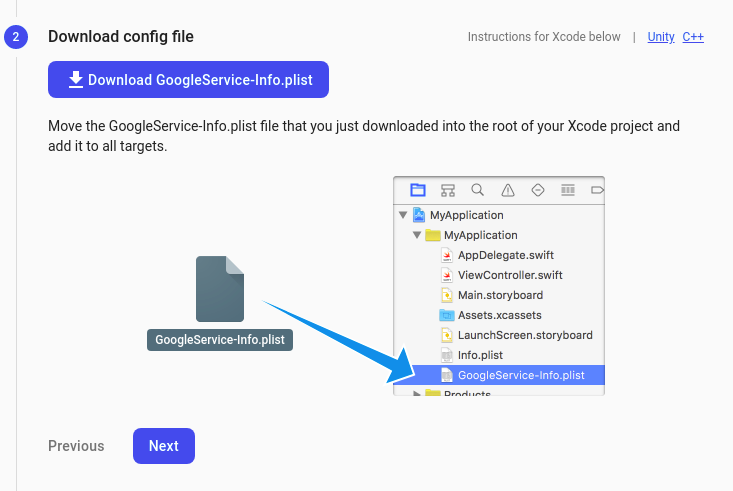 2
Download config file
Instructions for Xcode below | Unity C++
Download GoogleService-Info.plist
Move the GoogleService-Info.plist file that you just downloaded into the root of your Xcode project and
add it to all targets.
MyApplication
MyApplication
AppDelegate.swift
ViewController.swift
Main.storyboard
Assets.xcassets
LaunchScreen.storyboard
Info.plist
GoogleService-Info.plist
Products
GoogleService-Info.plist
Previous
Next